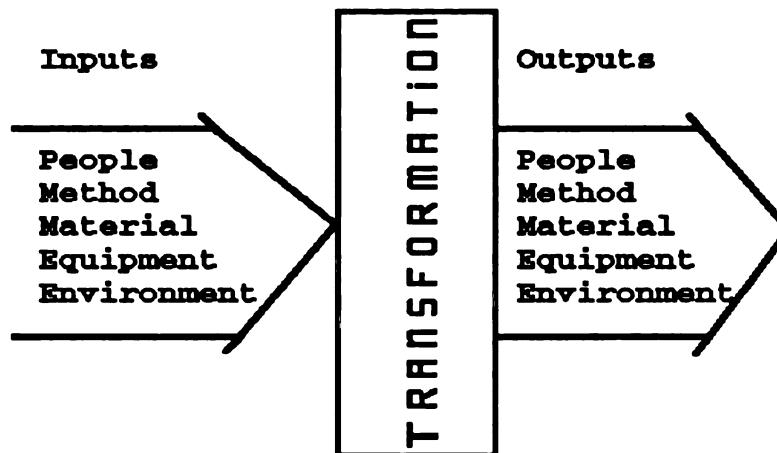 Inputs
People
Method
Material
Equipment
Environment
TRANSFORMATiON
Outputs
People
Method
Material
Equipment
Environment